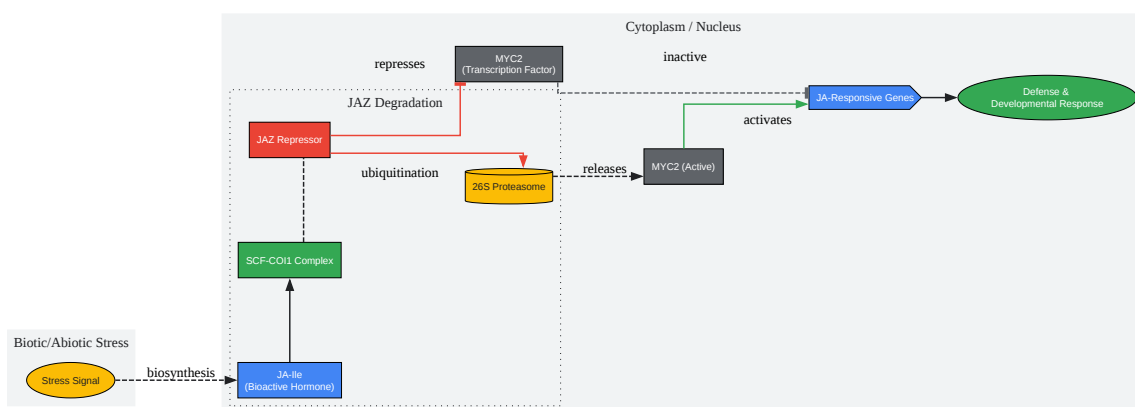 Cytoplasm / Nucleus
MYC2
(Transcription Factor)
inactive
represses
JAZ Degradation
JA-Responsive Genes
Defense &
Developmental Response
activates
JAZ Repressor
ubiquitination
26S Proteasome
releases
MYC2 (Active)
SCF-COI1 Complex
Biotic/Abiotic Stress
Stress Signal
biosynthesis
JA-Ile
(Bioactive Hormone)